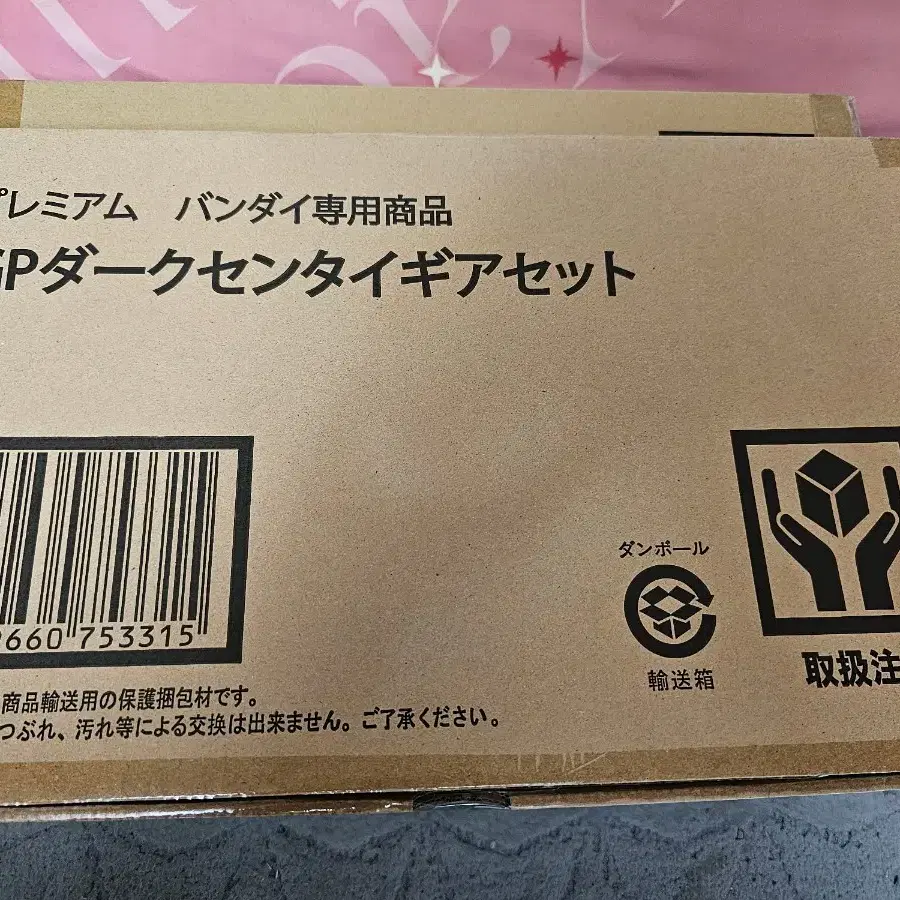 プレミアム　バンダイ専用商品
GPダークセンタイギアセット
9660 753315
ダンボール
輸送箱
取扱注
商品輸送用の保護梱包材です。
つぶれ、汚れ等による交換は出来ません。ご了承ください。